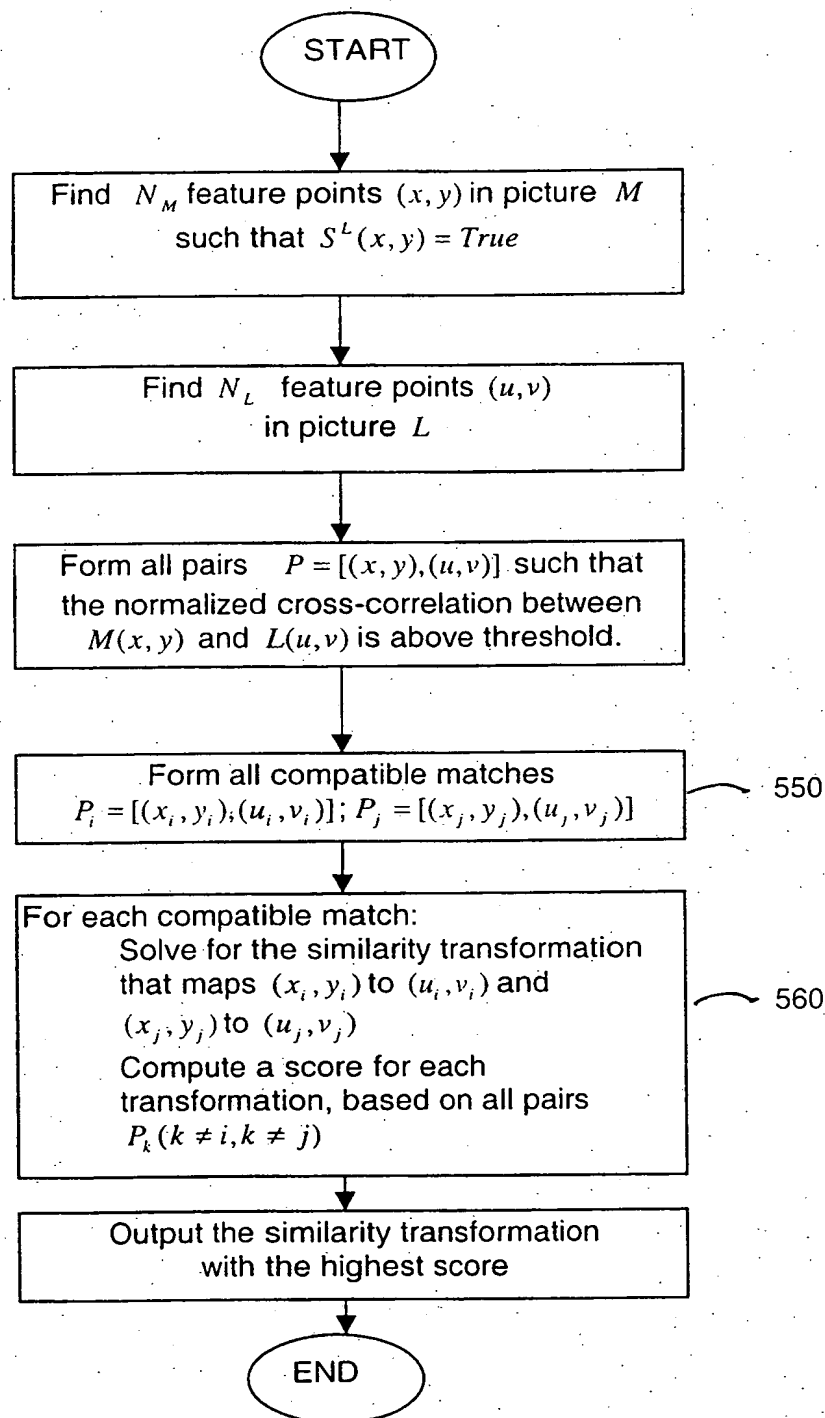 START
Find N_M feature points (x, y) in picture M
such that S^L(x, y) = True
Find N_L feature points (u,v)
in picture L
Form all pairs P = [(x, y),(u,v)] such that
the normalized cross-correlation between
M(x, y) and L(u,v) is above threshold.
Form all compatible matches
P_i = [(x_i, y_i),(u_i,v_i)]; P_j = [(x_j, y_j),(u_j,v_j)]
550
For each compatible match:
Solve for the similarity transformation
that maps (x_i, y_i) to (u_i,v_i) and
(x_j, y_j) to (u_j,v_j)
560
Compute a score for each
transformation, based on all pairs
P_k(k ≠ i,k ≠ j)
Output the similarity transformation
with the highest score
END